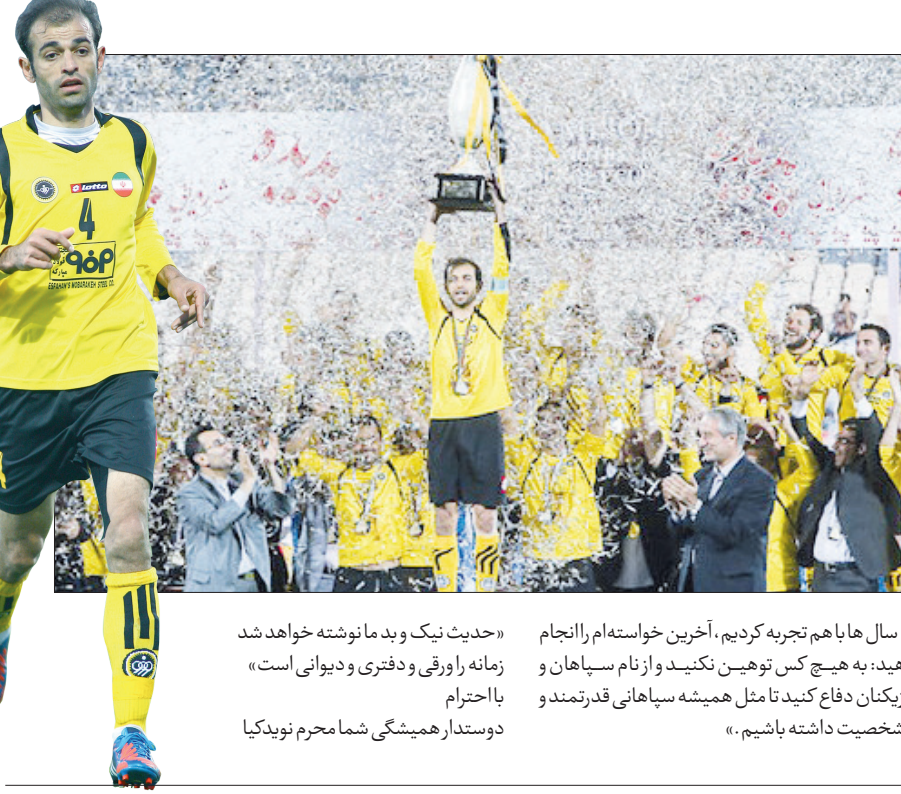 lotto
4
فولاد
مبارکه
ESFAHAN'S MOBARAKEH STEEL CO.
سال ها با هم تجربه کردیم ، آخرین خواسته‌ام را انجام
هید: به هیچ کس توهین نکنید و از نام سپاهان و
یکنان دفاع کنید تا مثل همیشه سپاهانی قدرتمند و
شخصیت داشته باشیم .»
«حدیث نیک و بد ما نوشته خواهد شد
زمانه را ورقی و دفتری و دیوانی است»
با احترام
دوستدار همیشگی شما محرم نویدکیا